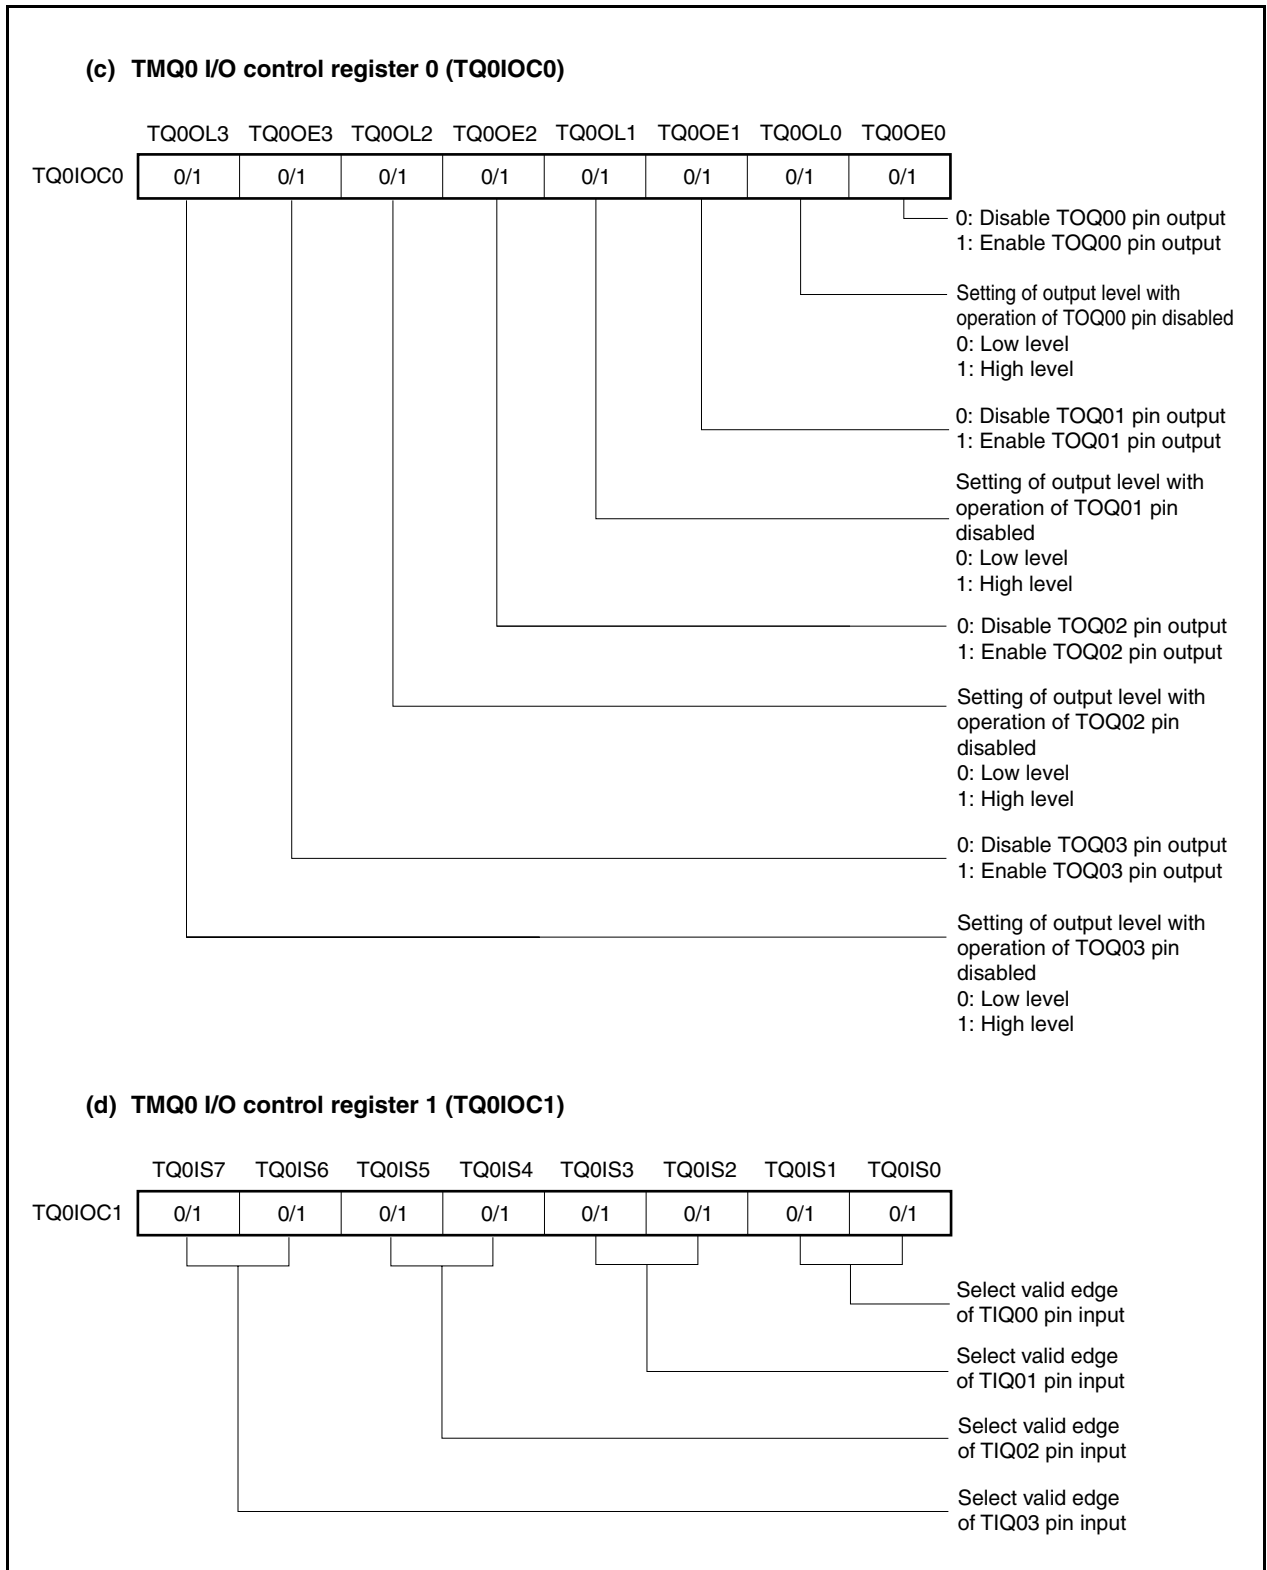 (c) TMQ0 I/O control register 0 (TQ0IOC0)
TQ0OL3 TQ0OE3 TQ0OL2 TQ0OE2 TQ0OL1 TQ0OE1 TQ0OL0 TQ0OE0
TQ0IOC0 0/1 0/1 0/1 0/1 0/1 0/1 0/1 0/1
0: Disable TOQ00 pin output
1: Enable TOQ00 pin output
Setting of output level with
operation of TOQ00 pin disabled
0: Low level
1: High level
0: Disable TOQ01 pin output
1: Enable TOQ01 pin output
Setting of output level with
operation of TOQ01 pin
disabled
0: Low level
1: High level
0: Disable TOQ02 pin output
1: Enable TOQ02 pin output
Setting of output level with
operation of TOQ02 pin
disabled
0: Low level
1: High level
0: Disable TOQ03 pin output
1: Enable TOQ03 pin output
Setting of output level with
operation of TOQ03 pin
disabled
0: Low level
1: High level
(d) TMQ0 I/O control register 1 (TQ0IOC1)
TQ0IS7 TQ0IS6 TQ0IS5 TQ0IS4 TQ0IS3 TQ0IS2 TQ0IS1 TQ0IS0
TQ0IOC1 0/1 0/1 0/1 0/1 0/1 0/1 0/1 0/1
Select valid edge
of TIQ00 pin input
Select valid edge
of TIQ01 pin input
Select valid edge
of TIQ02 pin input
Select valid edge
of TIQ03 pin input